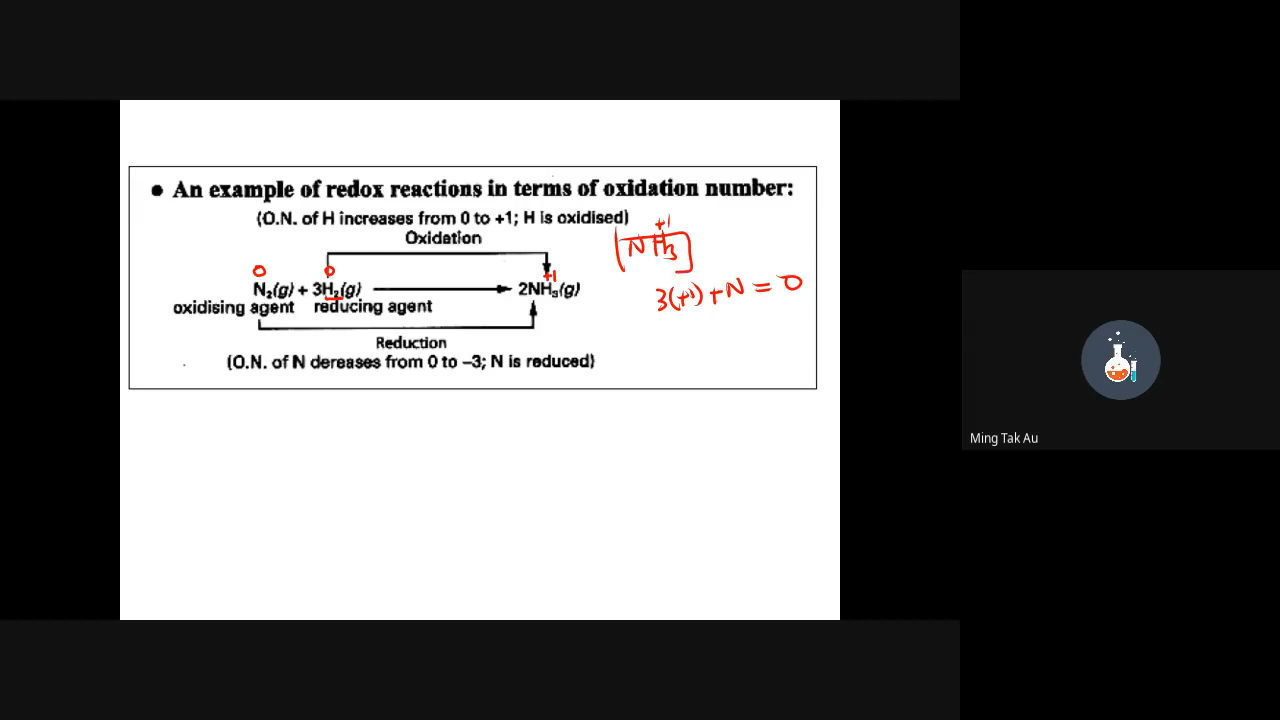 • An example of redox reactions in terms of oxidation number:
(O.N. of H increases from 0 to +1; H is oxidised)
Oxidation
+1
[NH3]
0 0 +1
N2(g) + 3H2(g) ⟶ 2NH3(g)
3(+1) + N = 0
oxidising agent reducing agent
Reduction
(O.N. of N dereases from 0 to –3; N is reduced)
Ming Tak Au